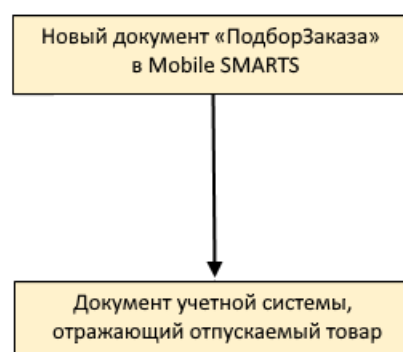 Новый документ «ПодборЗаказа»
в Mobile SMARTS
Документ учетной системы,
отражающий отпускаемый товар